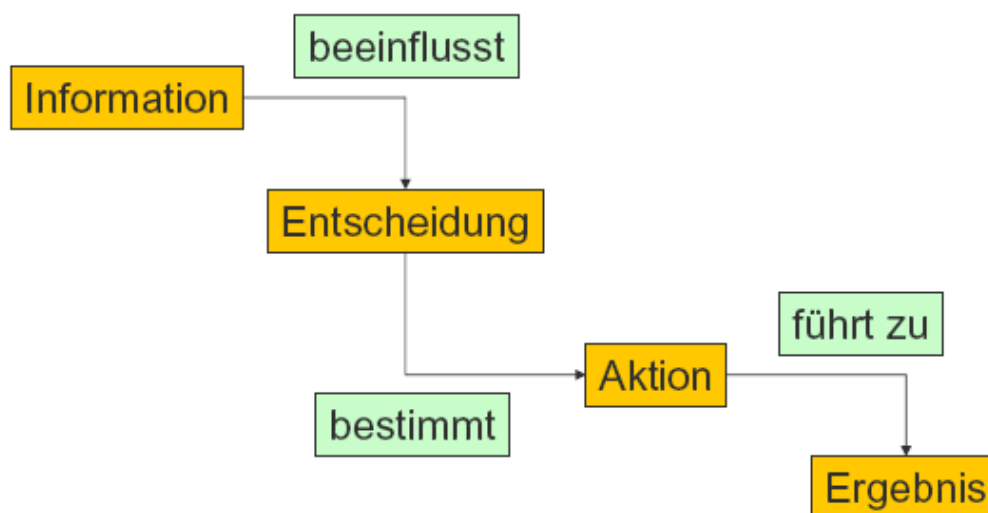 beeinflusst
Information
Entscheidung
führt zu
Aktion
bestimmt
Ergebnis